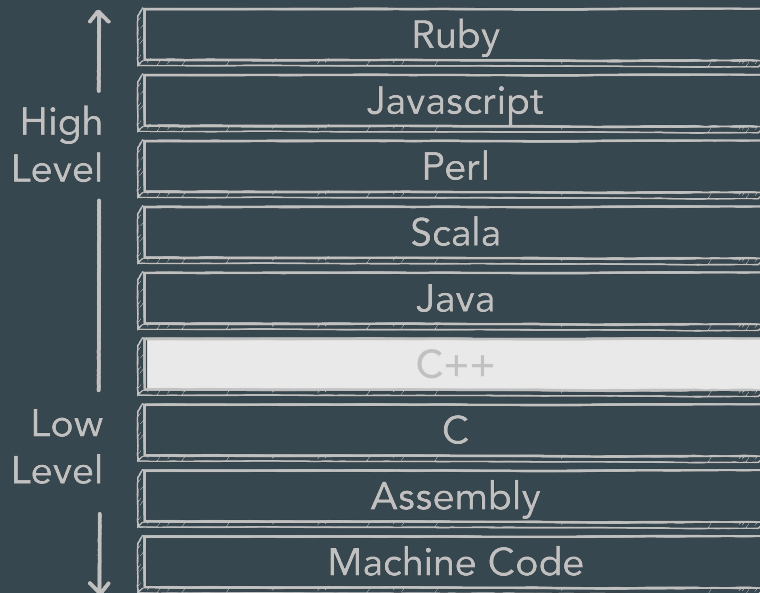 Ruby
Javascript
High
Level
Perl
Scala
Java
C++
Low
Level
C
Assembly
Machine Code